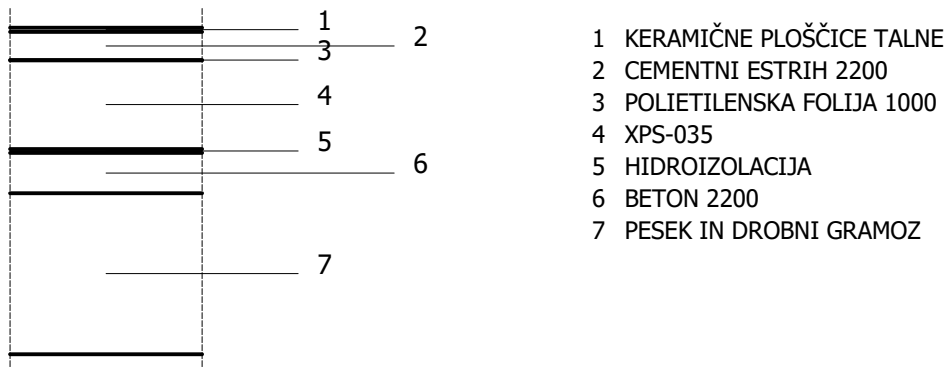 1
2
3
4
5
6
7
1 KERAMIČNE PLOŠČICE TALNE
2 CEMENTNI ESTRIH 2200
3 POLIETILENSKA FOLIJA 1000
4 XPS-035
5 HIDROIZOLACIJA
6 BETON 2200
7 PESEK IN DROBNI GRAMOZ